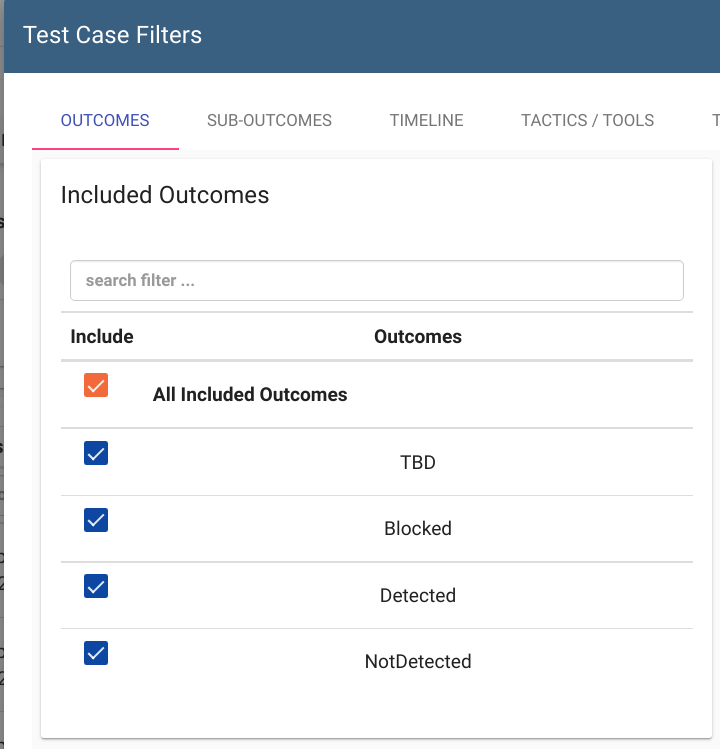 Test Case Filters
OUTCOMES SUB-OUTCOMES TIMELINE TACTICS / TOOLS
Included Outcomes
search filter ...
Include Outcomes
All Included Outcomes
TBD
Blocked
Detected
NotDetected